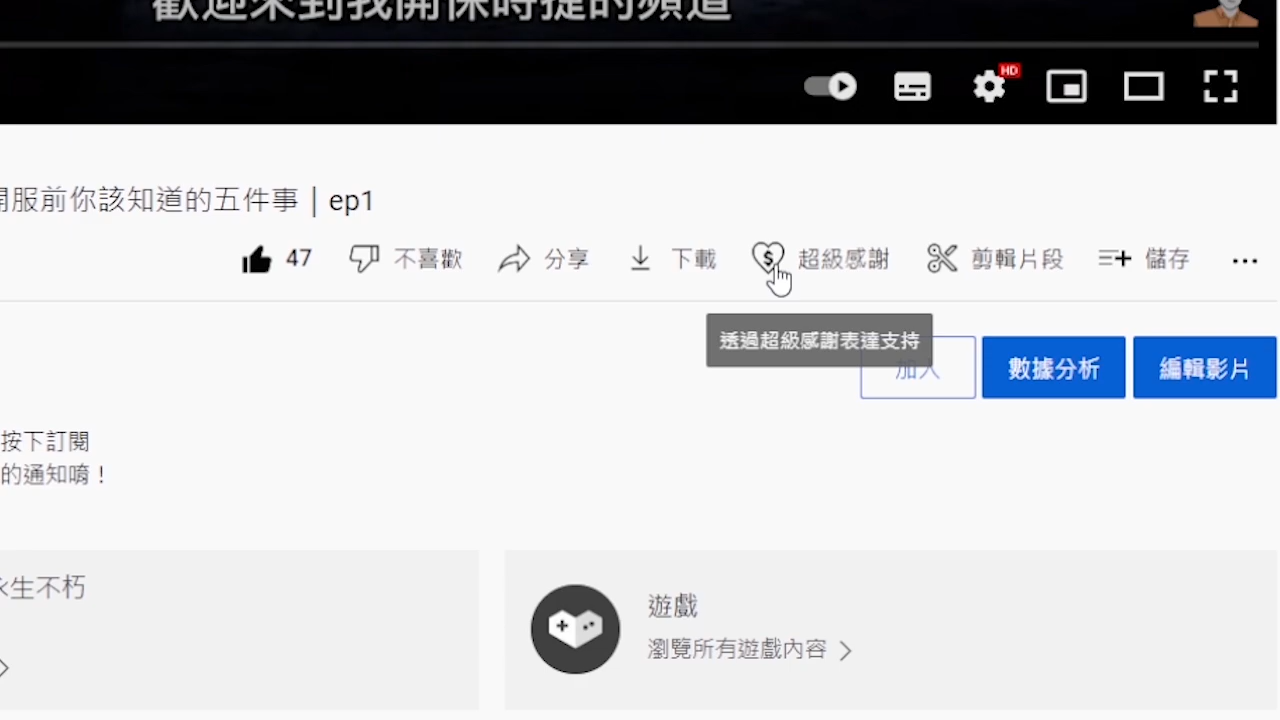 歡迎來到我開保時捷的頻道
HD
服前你該知道的五件事｜ep1
47 不喜歡 分享 下載 超級感謝 剪輯片段 儲存
透過超級感謝表達支持
加入 數據分析 編輯影片
按下訂閱
的通知唷！
永生不朽
遊戲
瀏覽所有遊戲內容